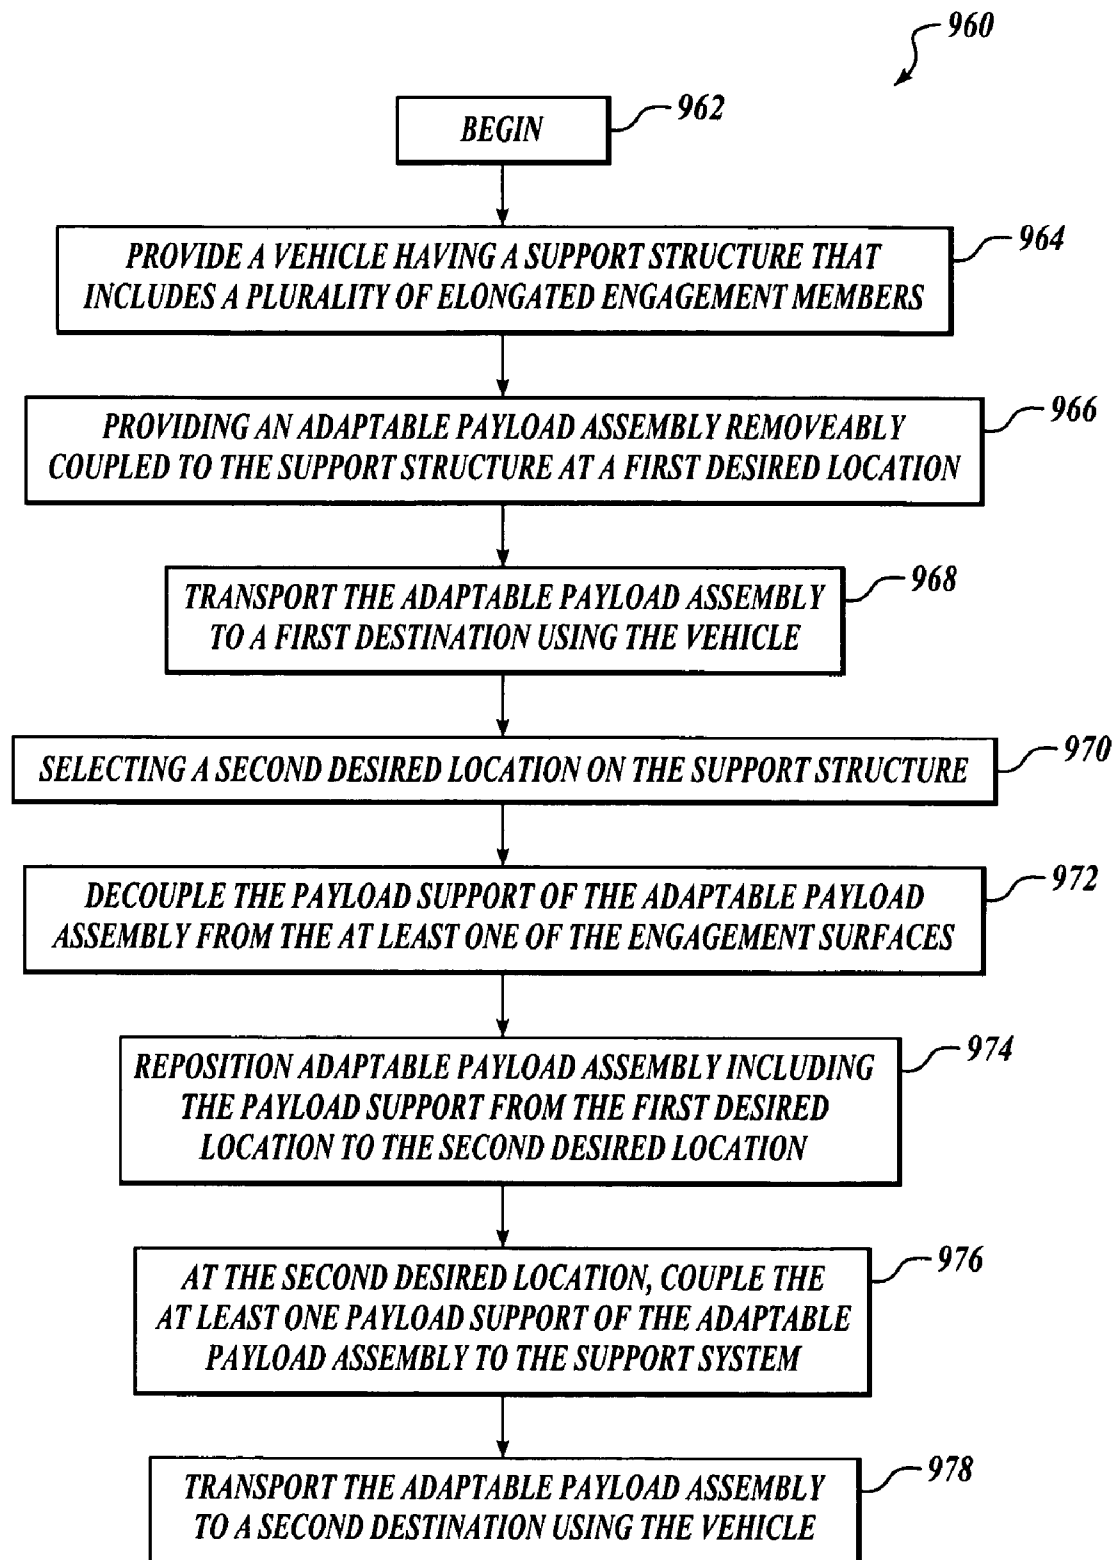 960
BEGIN
962
PROVIDE A VEHICLE HAVING A SUPPORT STRUCTURE THAT
INCLUDES A PLURALITY OF ELONGATED ENGAGEMENT MEMBERS
964
PROVIDING AN ADAPTABLE PAYLOAD ASSEMBLY REMOVEABLY
COUPLED TO THE SUPPORT STRUCTURE AT A FIRST DESIRED LOCATION
966
TRANSPORT THE ADAPTABLE PAYLOAD ASSEMBLY
TO A FIRST DESTINATION USING THE VEHICLE
968
SELECTING A SECOND DESIRED LOCATION ON THE SUPPORT STRUCTURE
970
DECOUPLE THE PAYLOAD SUPPORT OF THE ADAPTABLE PAYLOAD
ASSEMBLY FROM THE AT LEAST ONE OF THE ENGAGEMENT SURFACES
972
REPOSITION ADAPTABLE PAYLOAD ASSEMBLY INCLUDING
THE PAYLOAD SUPPORT FROM THE FIRST DESIRED
LOCATION TO THE SECOND DESIRED LOCATION
974
AT THE SECOND DESIRED LOCATION, COUPLE THE
AT LEAST ONE PAYLOAD SUPPORT OF THE ADAPTABLE
PAYLOAD ASSEMBLY TO THE SUPPORT SYSTEM
976
TRANSPORT THE ADAPTABLE PAYLOAD ASSEMBLY
TO A SECOND DESTINATION USING THE VEHICLE
978